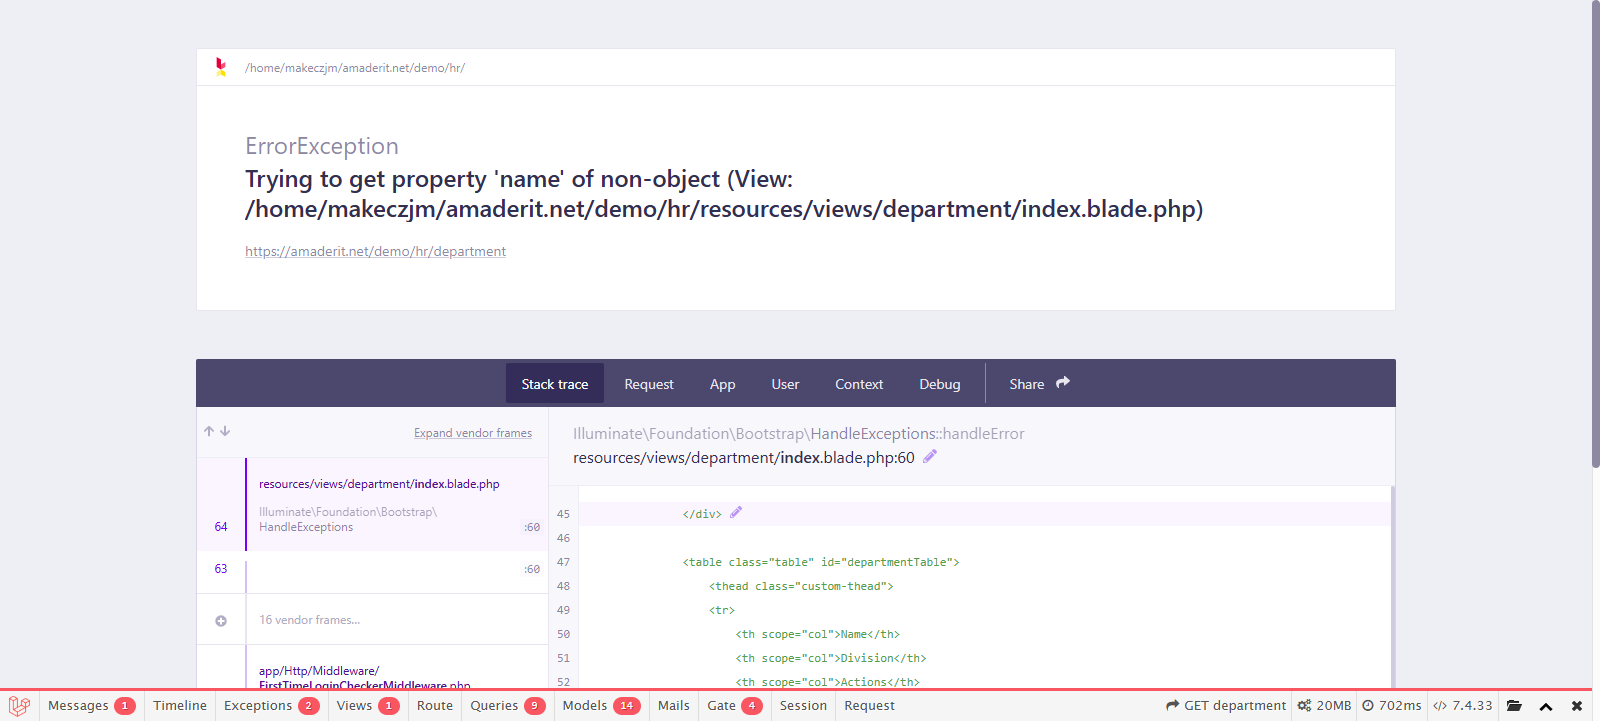 /home/makeczjm/amaderit.net/demo/hr/
ErrorException
Trying to get property 'name' of non-object (View:
/home/makeczjm/amaderit.net/demo/hr/resources/views/department/index.blade.php)
https://amaderit.net/demo/hr/department
Stack trace Request App User Context Debug Share
Expand vendor frames
Illuminate\Foundation\Bootstrap\HandleExceptions::handleError
resources/views/department/index.blade.php:60
resources/views/department/index.blade.php
Illuminate\Foundation\Bootstrap\
64 HandleExceptions :60
63 :60
16 vendor frames...
app/Http/Middleware/
FirstTimeLoginCheckerMiddleware.php
45 </div>
46
47 <table class="table" id="departmentTable">
48 <thead class="custom-thead">
49 <tr>
50 <th scope="col">Name</th>
51 <th scope="col">Division</th>
52 <th scope="col">Actions</th>
Messages 1 Timeline Exceptions 2 Views 1 Route Queries 9 Models 14 Mails Gate 4 Session Request GET department 20MB 702ms </> 7.4.33